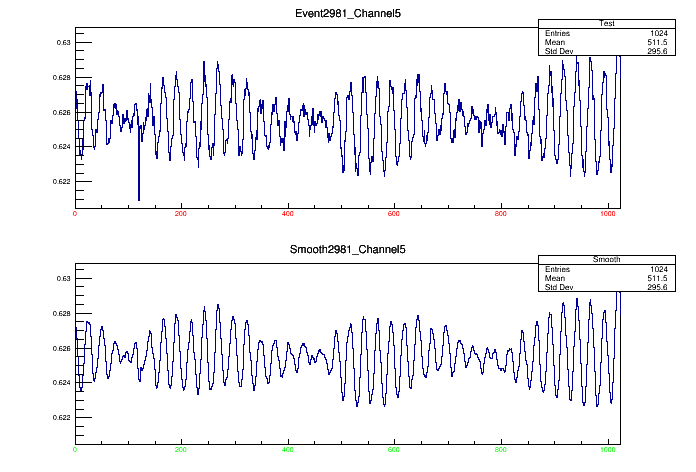 Event2981_Channel5
Test
Entries 1024
Mean 511.5
Std Dev 295.6
0.63
0.628
0.626
0.624
0.622
0 200 400 600 800 1000
Smooth2981_Channel5
Smooth
Entries 1024
Mean 511.5
Std Dev 295.6
0.63
0.628
0.626
0.624
0.622
0 200 400 600 800 1000